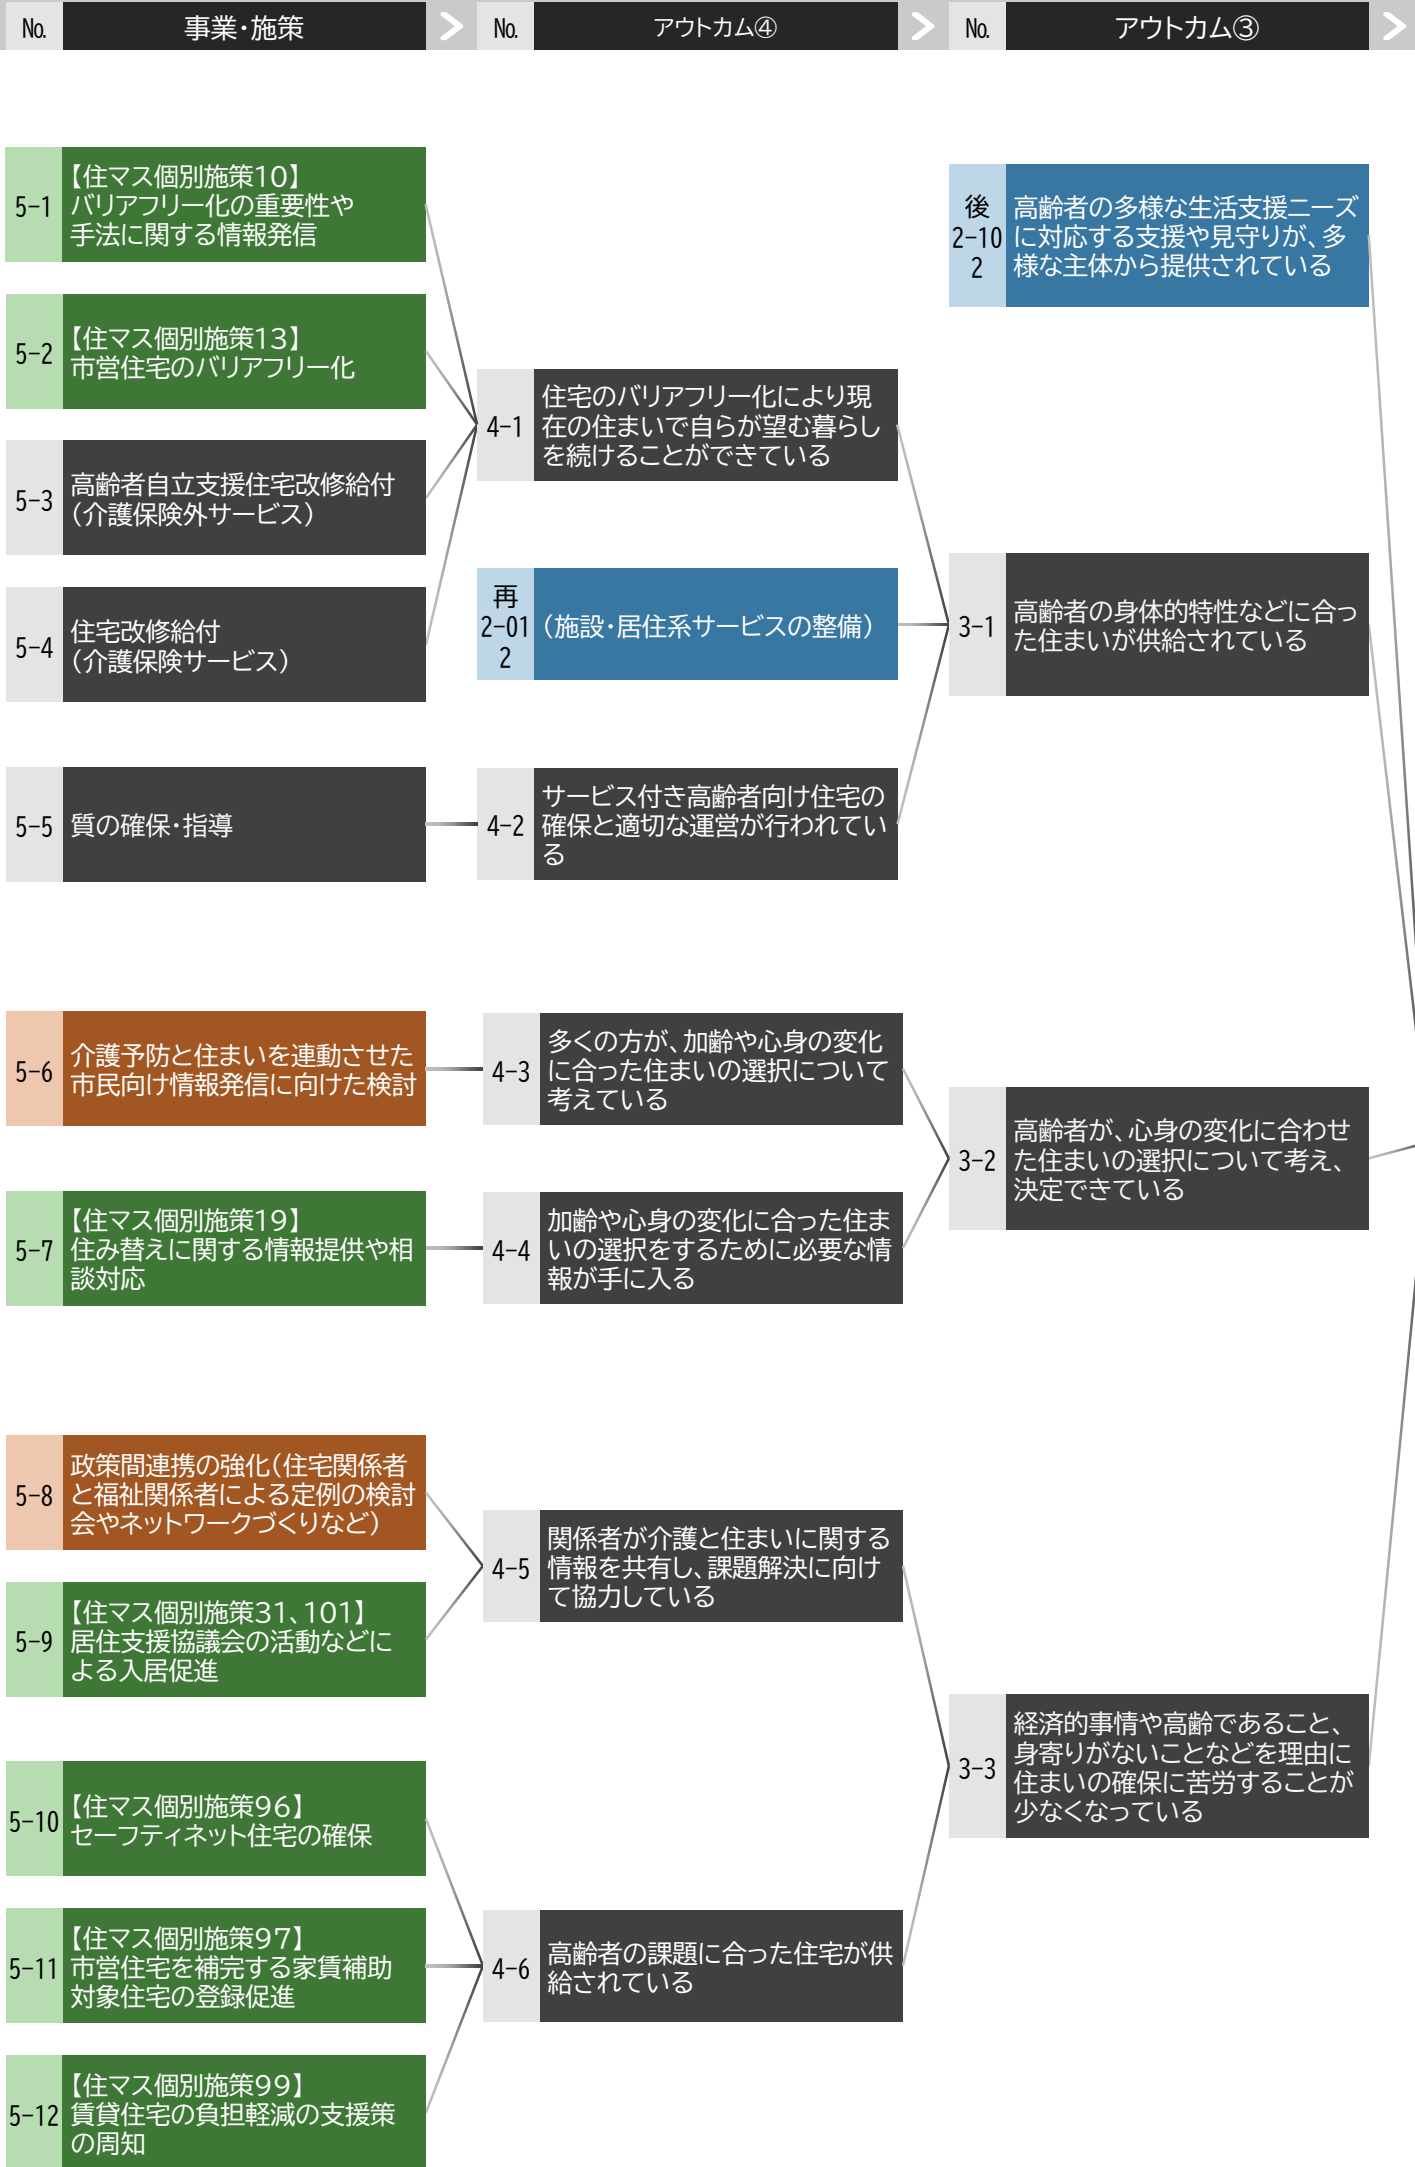 No.
事業・施策
No.
アウトカム④
No.
アウトカム③
5-1
【住マス個別施策10】
バリアフリー化の重要性や
手法に関する情報発信
5-2
【住マス個別施策13】
市営住宅のバリアフリー化
5-3
高齢者自立支援住宅改修給付
（介護保険外サービス）
5-4
住宅改修給付
（介護保険サービス）
5-5
質の確保・指導
5-6
介護予防と住まいを連動させた
市民向け情報発信に向けた検討
5-7
【住マス個別施策19】
住み替えに関する情報提供や相
談対応
5-8
政策間連携の強化（住宅関係者
と福祉関係者による定例の検討
会やネットワークづくりなど）
5-9
【住マス個別施策31、101】
居住支援協議会の活動などに
よる入居促進
5-10
【住マス個別施策96】
セーフティネット住宅の確保
5-11
【住マス個別施策97】
市営住宅を補完する家賃補助
対象住宅の登録促進
5-12
【住マス個別施策99】
賃貸住宅の負担軽減の支援策
の周知
4-1
住宅のバリアフリー化により現
在の住まいで自らが望む暮らし
を続けることができている
再
2-01
2
（施設・居住系サービスの整備）
4-2
サービス付き高齢者向け住宅の
確保と適切な運営が行われてい
る
4-3
多くの方が、加齢や心身の変化
に合った住まいの選択について
考えている
4-4
加齢や心身の変化に合った住ま
いの選択をするために必要な情
報が手に入る
4-5
関係者が介護と住まいに関する
情報を共有し、課題解決に向け
て協力している
4-6
高齢者の課題に合った住宅が供
給されている
後
2-10
2
高齢者の多様な生活支援ニーズ
に対応する支援や見守りが、多
様な主体から提供されている
3-1
高齢者の身体的特性などに合っ
た住まいが供給されている
3-2
高齢者が、心身の変化に合わせ
た住まいの選択について考え、
決定できている
3-3
経済的事情や高齢であること、
身寄りがないことなどを理由に
住まいの確保に苦労することが
少なくなっている